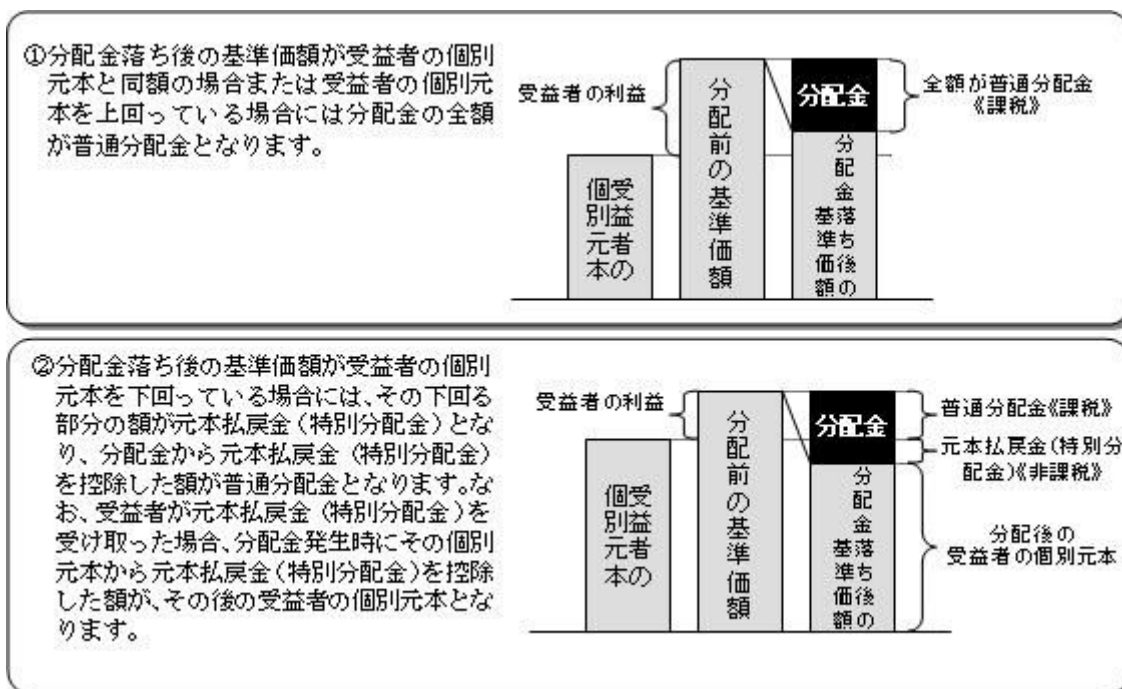 ①分配金落ち後の基準価額が受益者の個別
元本と同額の場合または受益者の個別元
本を上回っている場合には分配金の全額
が普通分配金となります。
受益者の利益
受益者の
個別元本
分配前の基準価額
分配金
分配金落ち後の
基準価額
全額が普通分配金
《課税》
②分配金落ち後の基準価額が受益者の個別
元本を下回っている場合には、その下回る
部分の額が元本払戻金(特別分配金)とな
り、分配金から元本払戻金(特別分配金)
を控除した額が普通分配金となります。な
お、受益者が元本払戻金(特別分配金)を
受け取った場合、分配金発生時にその個別
元本から元本払戻金(特別分配金)を控除
した額が、その後の受益者の個別元本とな
ります。
受益者の利益
受益者の
個別元本
分配前の基準価額
分配金
分配金落ち後の
基準価額
普通分配金《課税》
元本払戻金(特別分
配金)《非課税》
分配後の
受益者の個別元本